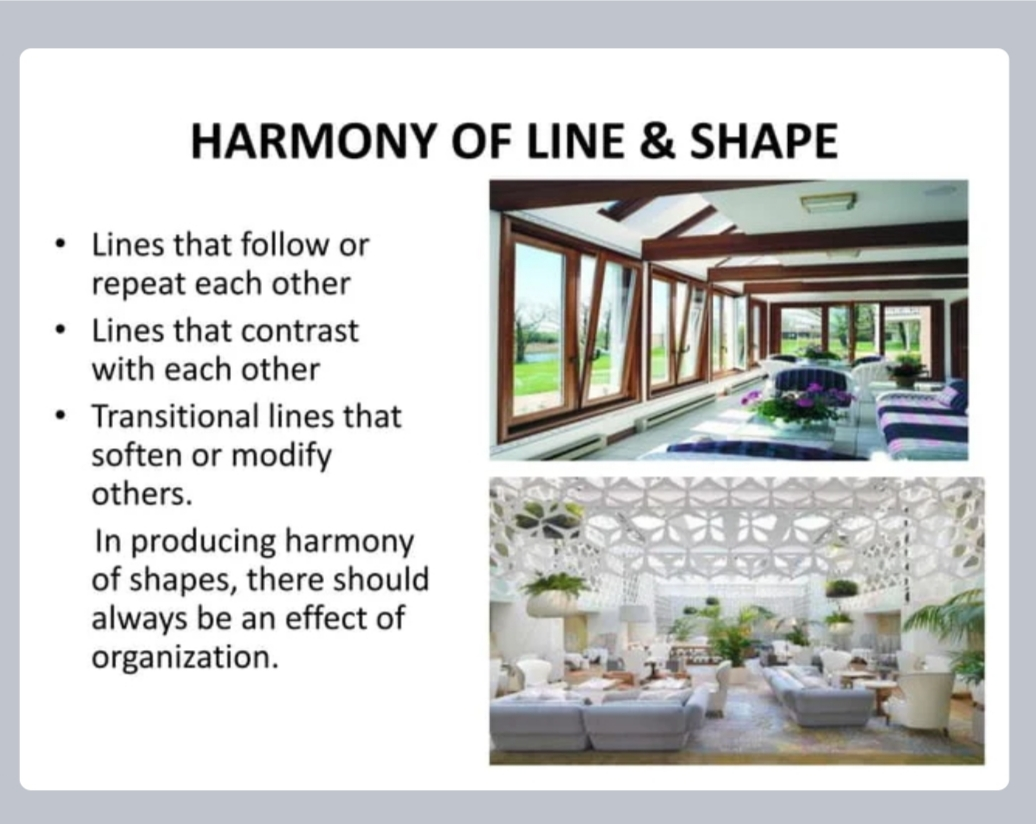 HARMONY OF LINE & SHAPE
• Lines that follow or
repeat each other
• Lines that contrast
with each other
• Transitional lines that
soften or modify
others.
In producing harmony
of shapes, there should
always be an effect of
organization.